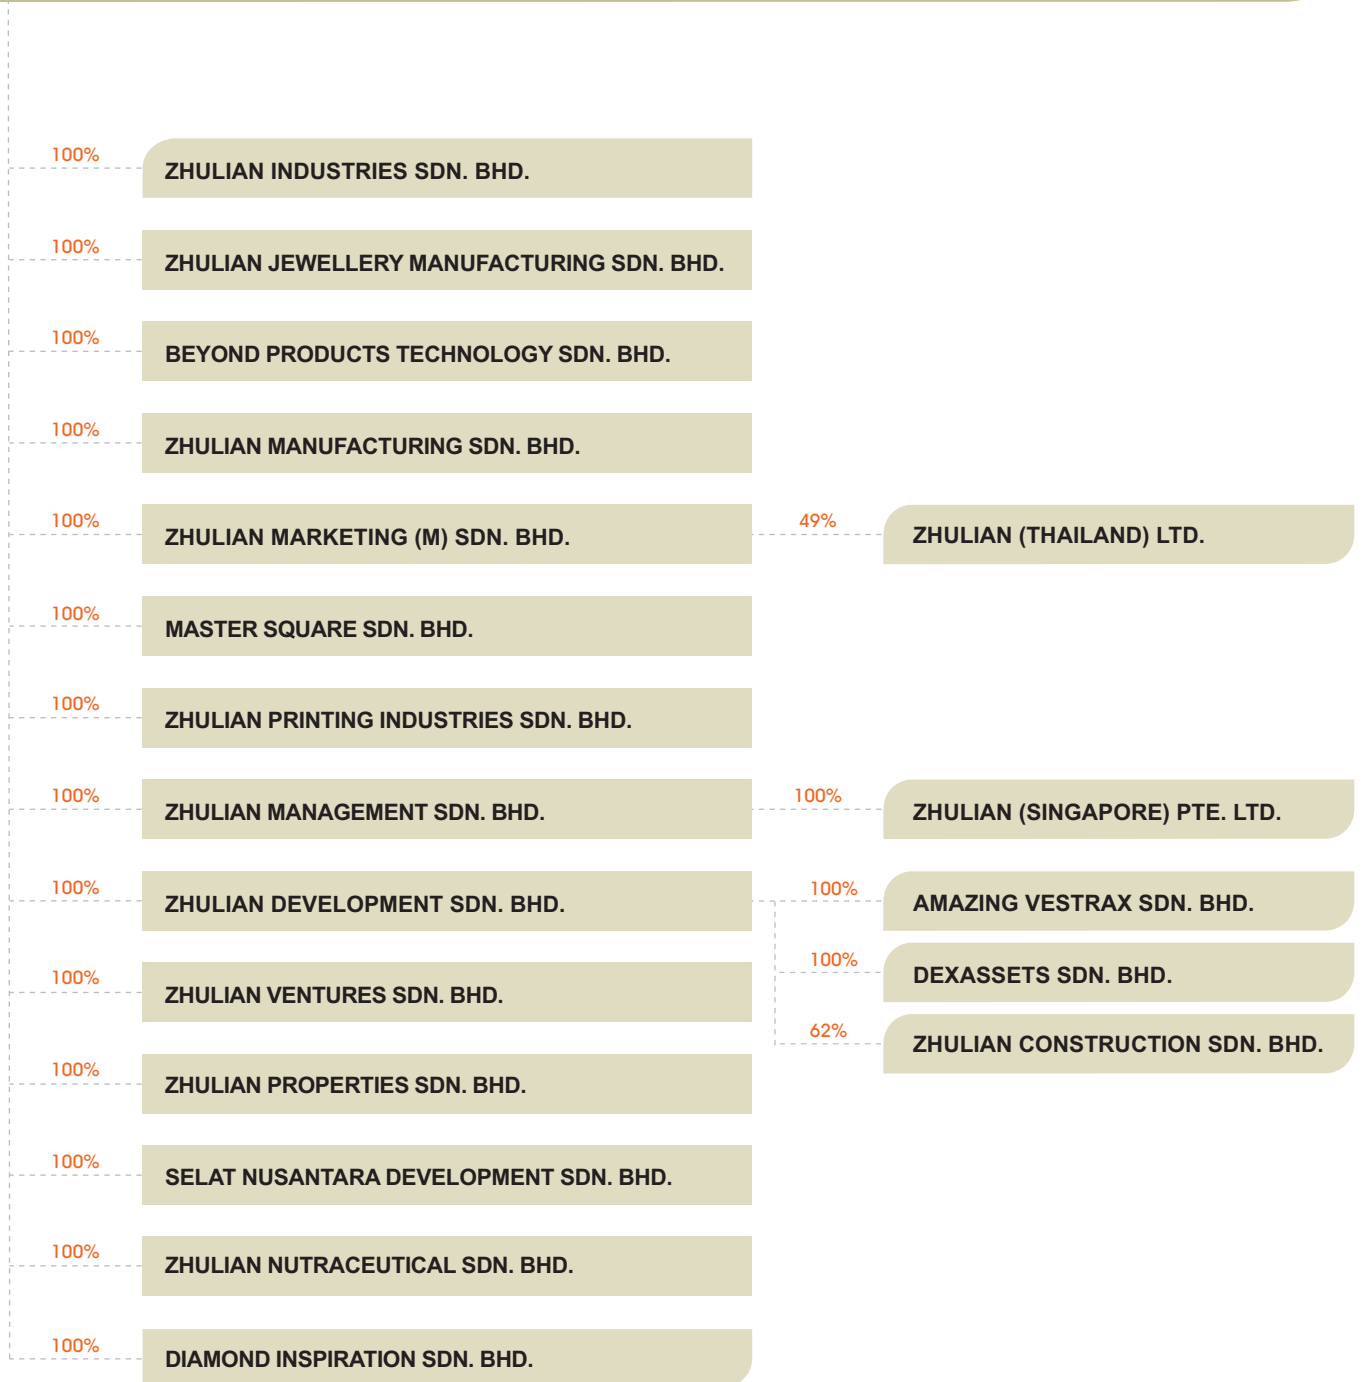 100%
ZHULIAN INDUSTRIES SDN. BHD.
100%
ZHULIAN JEWELLERY MANUFACTURING SDN. BHD.
100%
BEYOND PRODUCTS TECHNOLOGY SDN. BHD.
100%
ZHULIAN MANUFACTURING SDN. BHD.
100%
ZHULIAN MARKETING (M) SDN. BHD.
49%
ZHULIAN (THAILAND) LTD.
100%
MASTER SQUARE SDN. BHD.
100%
ZHULIAN PRINTING INDUSTRIES SDN. BHD.
100%
ZHULIAN MANAGEMENT SDN. BHD.
100%
ZHULIAN (SINGAPORE) PTE. LTD.
100%
ZHULIAN DEVELOPMENT SDN. BHD.
100%
AMAZING VESTRAX SDN. BHD.
100%
DEXASSETS SDN. BHD.
62%
ZHULIAN CONSTRUCTION SDN. BHD.
100%
ZHULIAN VENTURES SDN. BHD.
100%
ZHULIAN PROPERTIES SDN. BHD.
100%
SELAT NUSANTARA DEVELOPMENT SDN. BHD.
100%
ZHULIAN NUTRACEUTICAL SDN. BHD.
100%
DIAMOND INSPIRATION SDN. BHD.